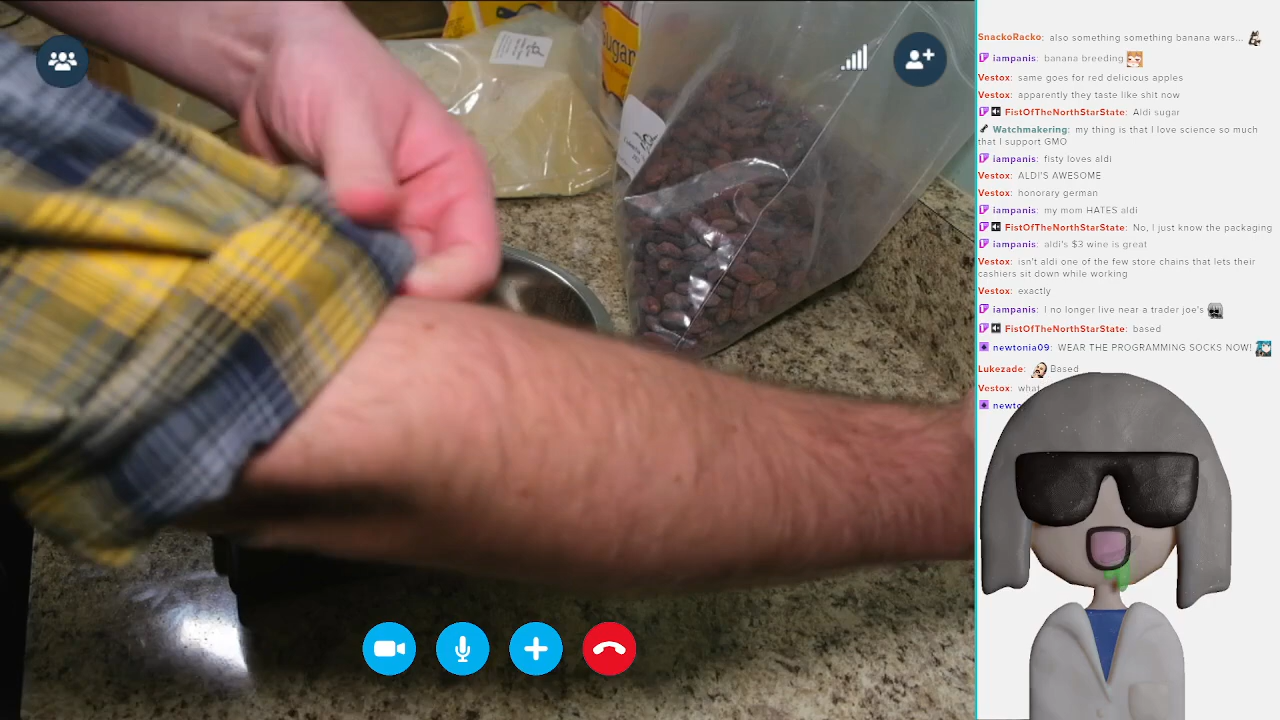 Sugar
SnackoRacko: also something something banana wars...
iampanis: banana breeding
Vestox: same goes for red delicious apples
Vestox: apparently they taste like shit now
FistOfTheNorthStarState: Aldi sugar
Watchmakering: my thing is that I love science so much
that I support GMO
iampanis: fisty loves aldi
Vestox: ALDI'S AWESOME
Vestox: honorary german
iampanis: my mom HATES aldi
FistOfTheNorthStarState: No, I just know the packaging
iampanis: aldi's $3 wine is great
Vestox: isn't aldi one of the few store chains that lets their
cashiers sit down while working
Vestox: exactly
iampanis: I no longer live near a trader joe's
FistOfTheNorthStarState: based
newtonia09: WEAR THE PROGRAMMING SOCKS NOW!
Lukezade: Based
Vestox: what
newto